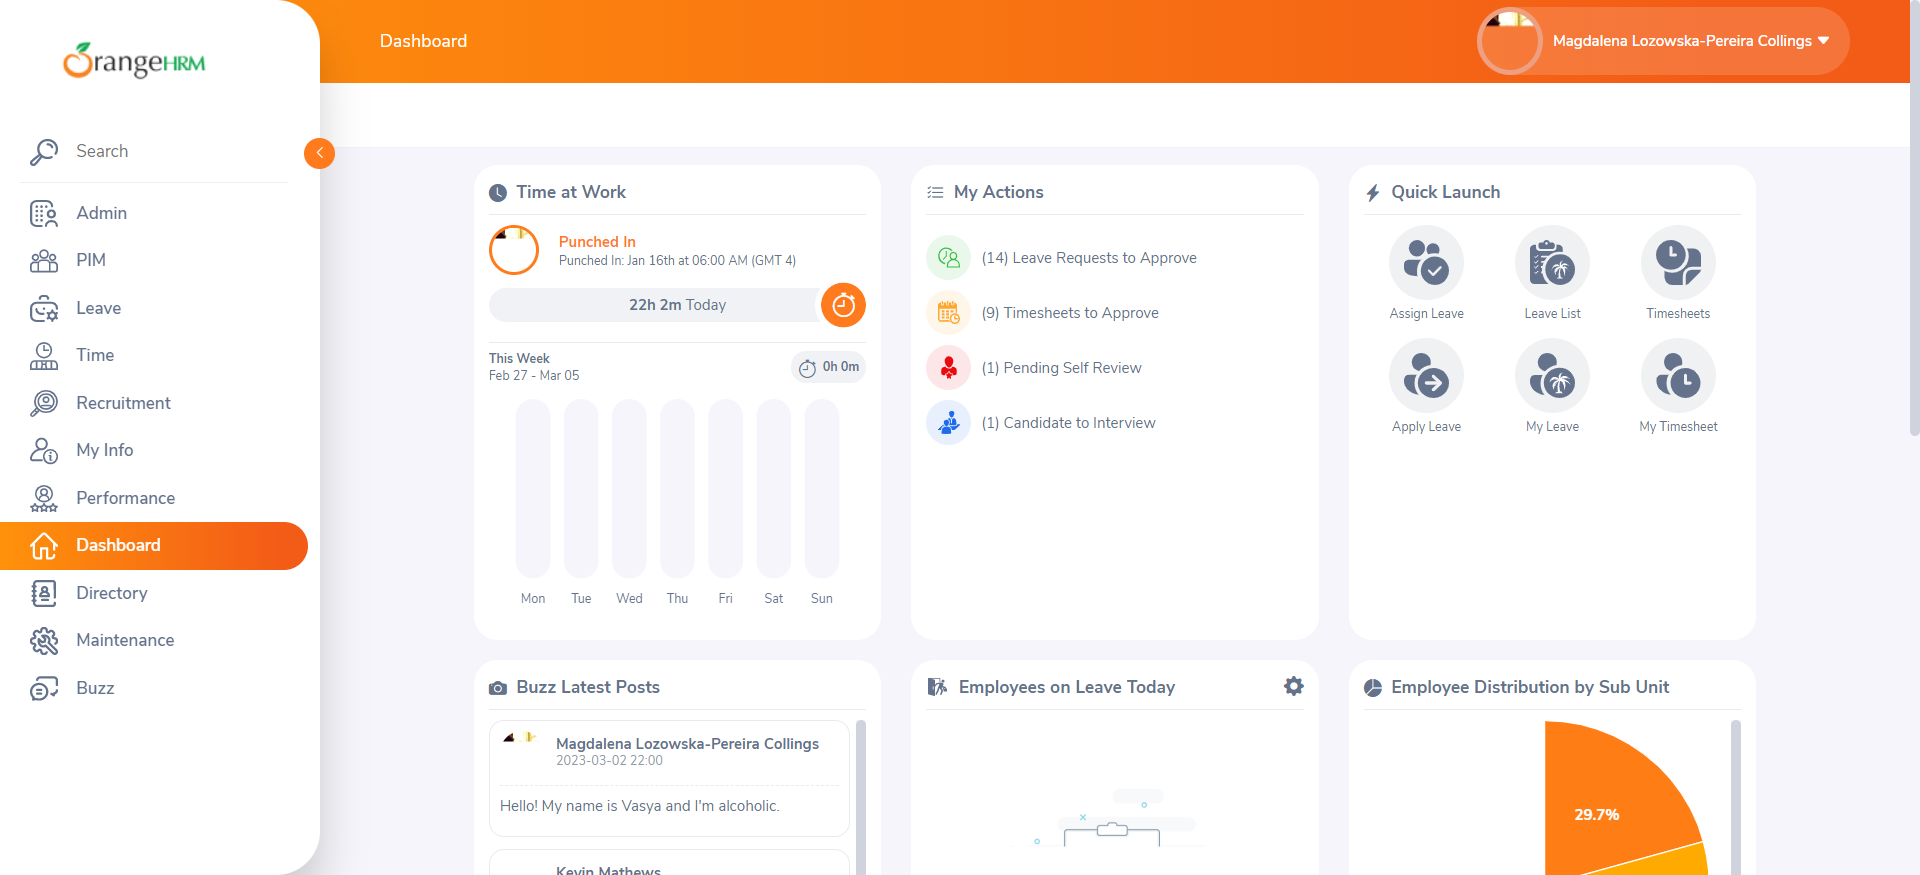 OrangeHRM
Dashboard
Magdalena Lozowska-Pereira Collings
Search
Admin
PIM
Leave
Time
Recruitment
My Info
Performance
Dashboard
Directory
Maintenance
Buzz
Time at Work
Punched In
Punched In: Jan 16th at 06:00 AM (GMT 4)
22h 2m Today
This Week
Feb 27 - Mar 05
0h 0m
Mon Tue Wed Thu Fri Sat Sun
My Actions
(14) Leave Requests to Approve
(9) Timesheets to Approve
(1) Pending Self Review
(1) Candidate to Interview
Quick Launch
Assign Leave Leave List Timesheets
Apply Leave My Leave My Timesheet
Buzz Latest Posts
Magdalena Lozowska-Pereira Collings
2023-03-02 22:00
Hello! My name is Vasya and I'm alcoholic.
Kevin Mathews
Employees on Leave Today
Employee Distribution by Sub Unit
29.7%